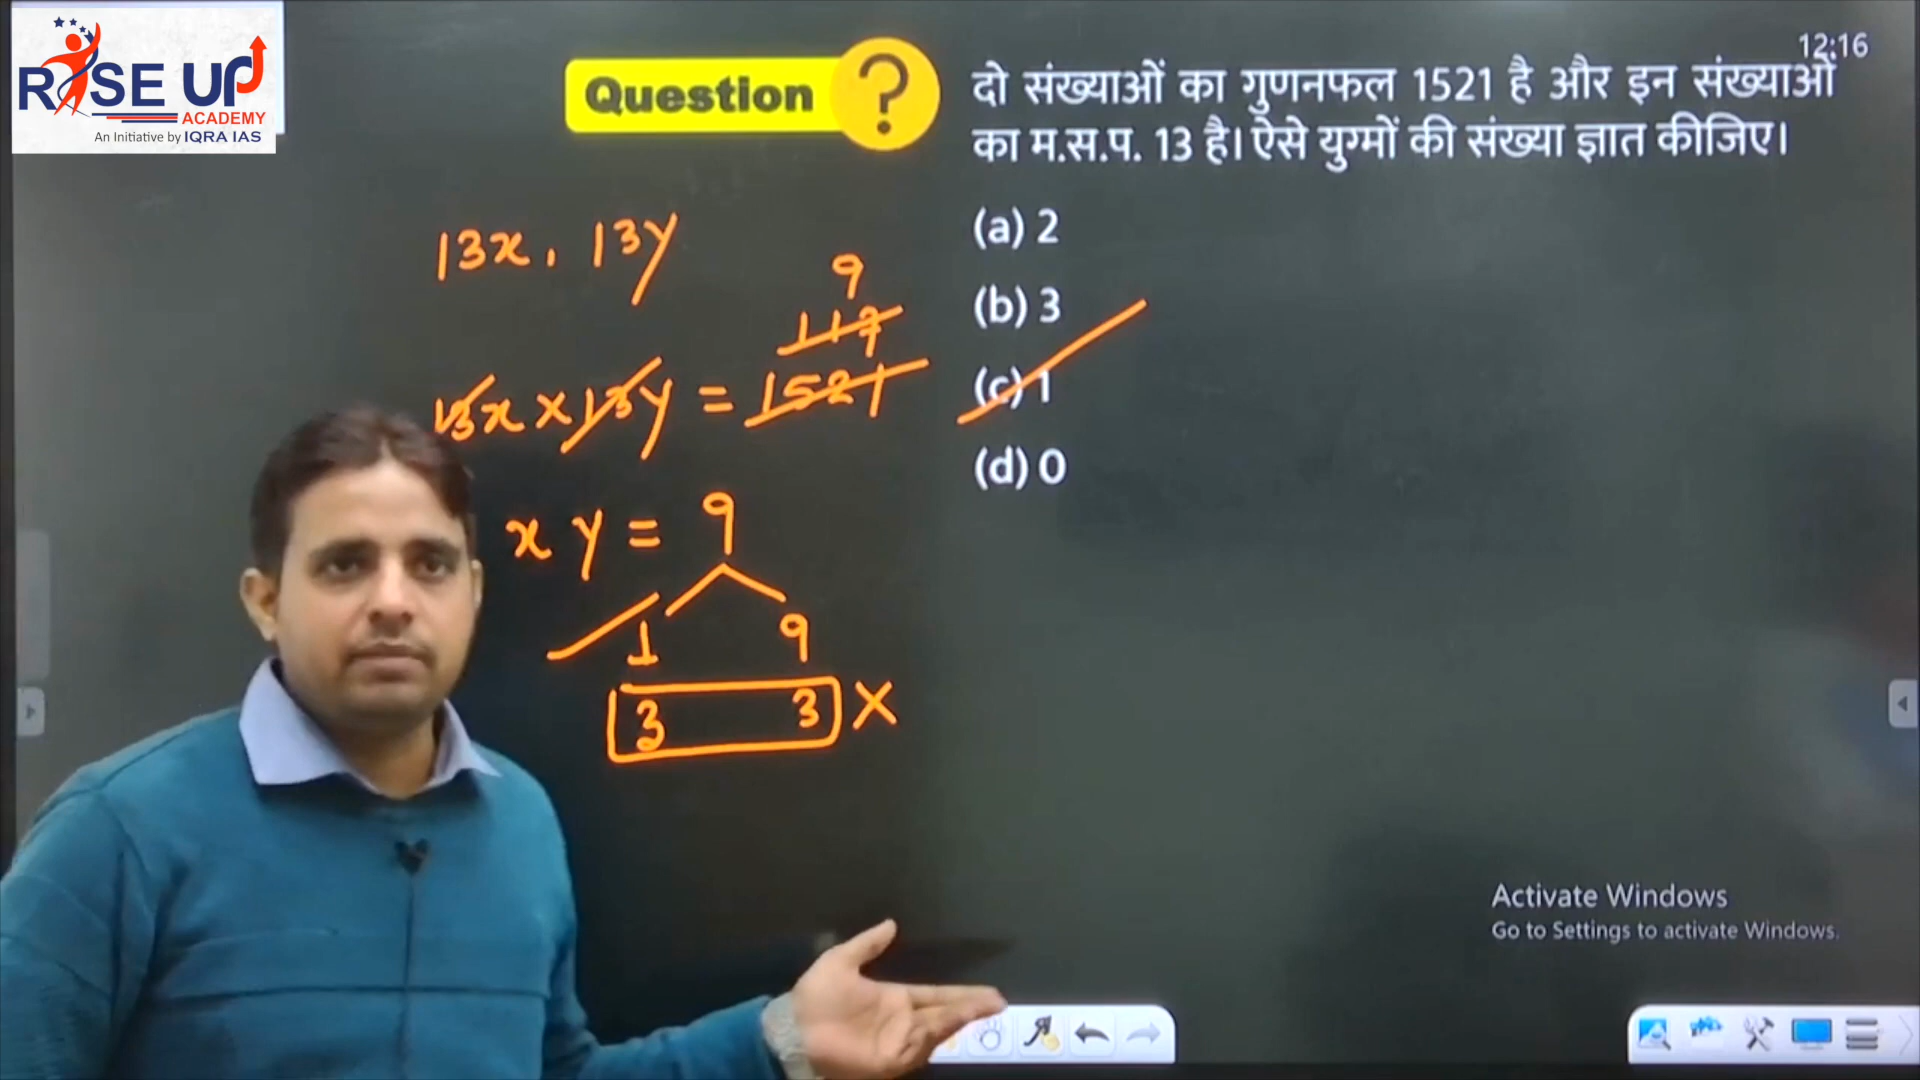 RISE UP
ACADEMY
An Initiative by IQRA IAS
12:16
Question ?
दो संख्याओं का गुणनफल 1521 है और इन संख्याओं
का म.स.प. 13 है। ऐसे युग्मों की संख्या ज्ञात कीजिए।
(a) 2
(b) 3
(c) 1
(d) 0
13x, 13y
9
117
13x × 13y = 1521
x y = 9
1 9
3 3 ×
Activate Windows
Go to Settings to activate Windows.